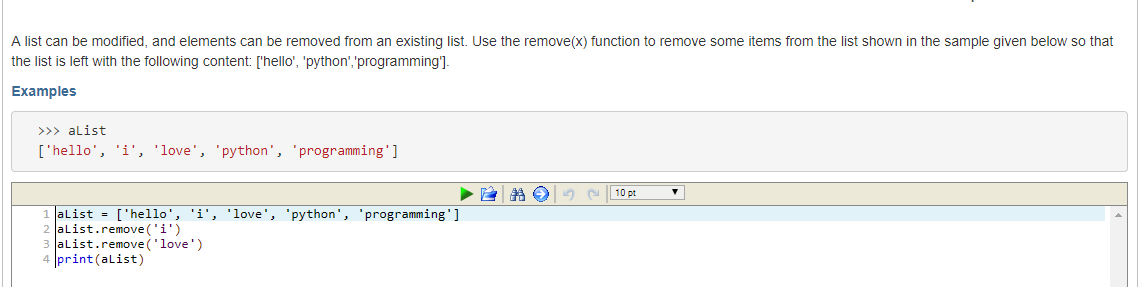 A list can be modified, and elements can be removed from an existing list. Use the remove(x) function to remove some items from the list shown in the sample given below so that
the list is left with the following content: ['hello', 'python','programming'].
Examples
>>> aList
['hello', 'i', 'love', 'python', 'programming']
10 pt
1 aList = ['hello', 'i', 'love', 'python', 'programming']
2 aList.remove('i')
3 aList.remove('love')
4 print(aList)